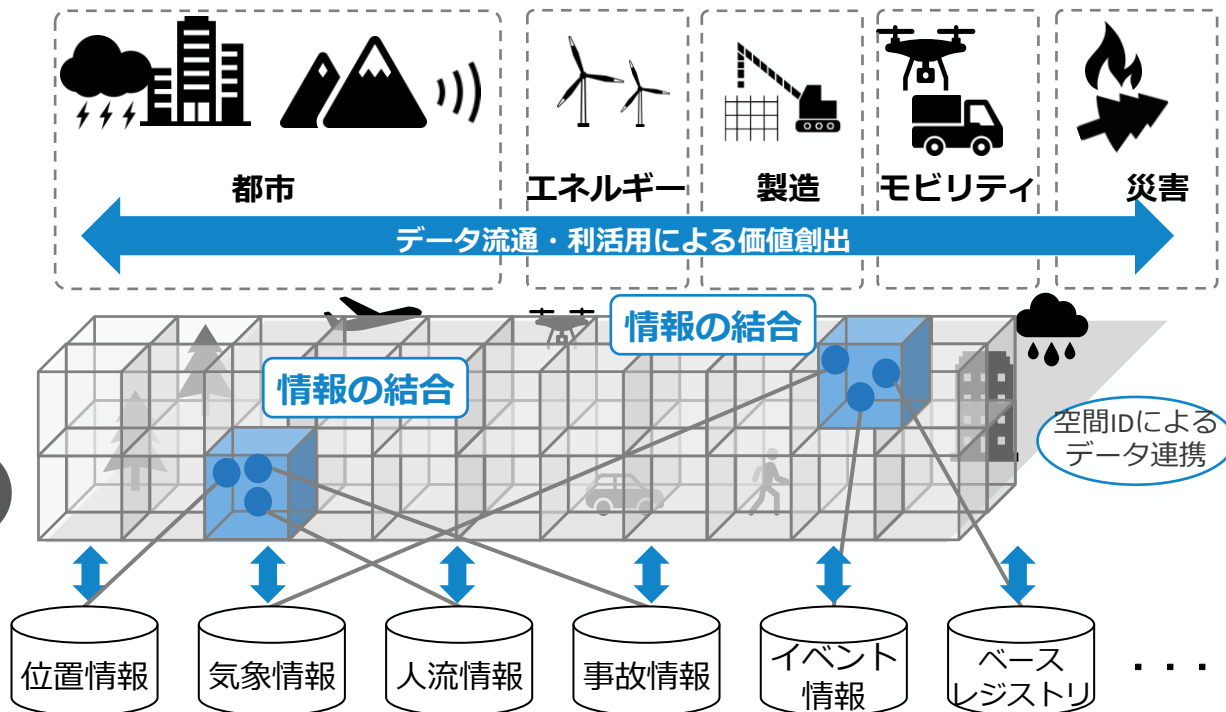 都市
エネルギー
製造
モビリティ
災害
データ流通・利活用による価値創出
情報の結合
情報の結合
空間IDによる
データ連携
位置情報
気象情報
人流情報
事故情報
イベント
情報
ベース
レジストリ
・・・